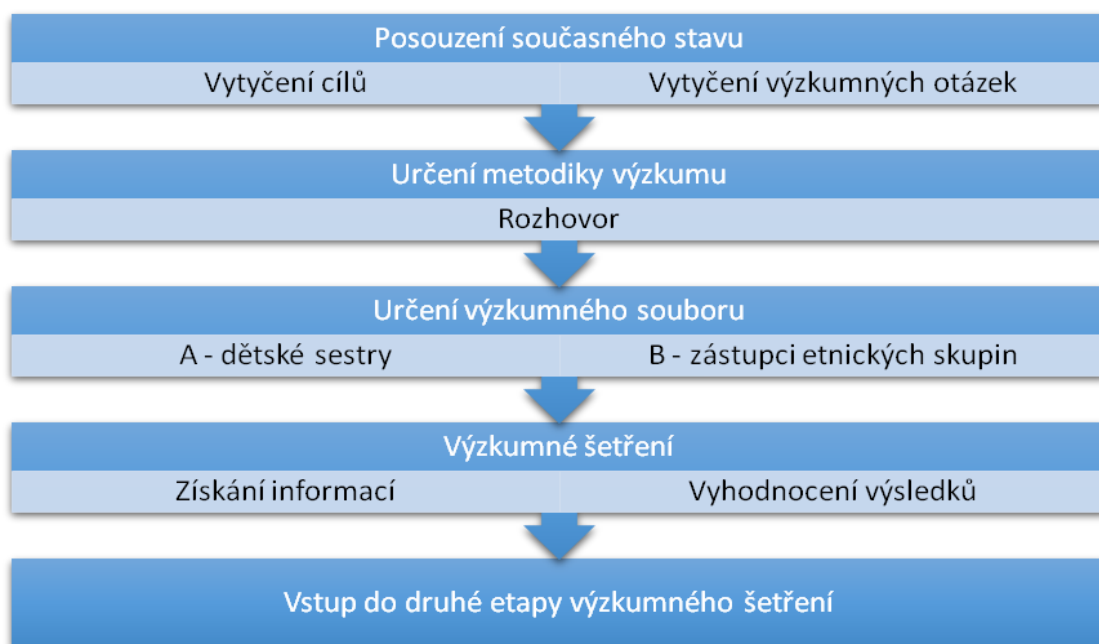 Posouzení současného stavu
Vytyčení cílů
Vytyčení výzkumných otázek
Určení metodiky výzkumu
Rozhovor
Určení výzkumného souboru
A - dětské sestry
B - zástupci etnických skupin
Výzkumné šetření
Získání informací
Vyhodnocení výsledků
Vstup do druhé etapy výzkumného šetření